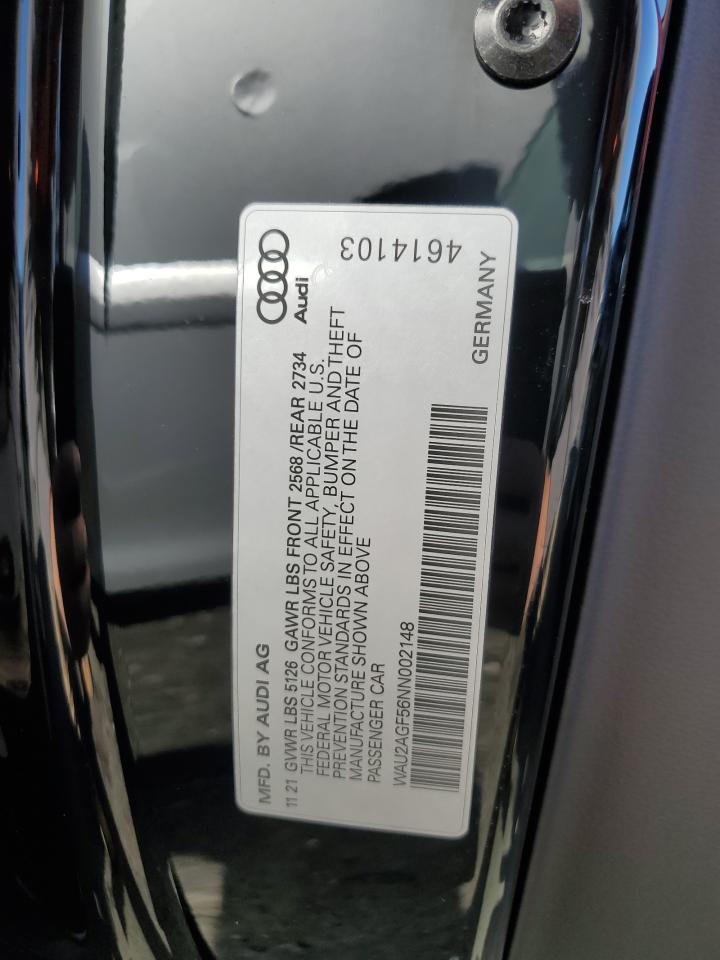 MFD. BY AUDI AG
Audi
11 21 GVWR LBS 5126 GAWR LBS FRONT 2568 /REAR 2734
THIS VEHICLE CONFORMS TO ALL APPLICABLE U.S.
FEDERAL MOTOR VEHICLE SAFETY, BUMPER AND THEFT
PREVENTION STANDARDS IN EFFECT ON THE DATE OF
MANUFACTURE SHOWN ABOVE
PASSENGER CAR
WAU2AGF56NN002148
GERMANY
4614103